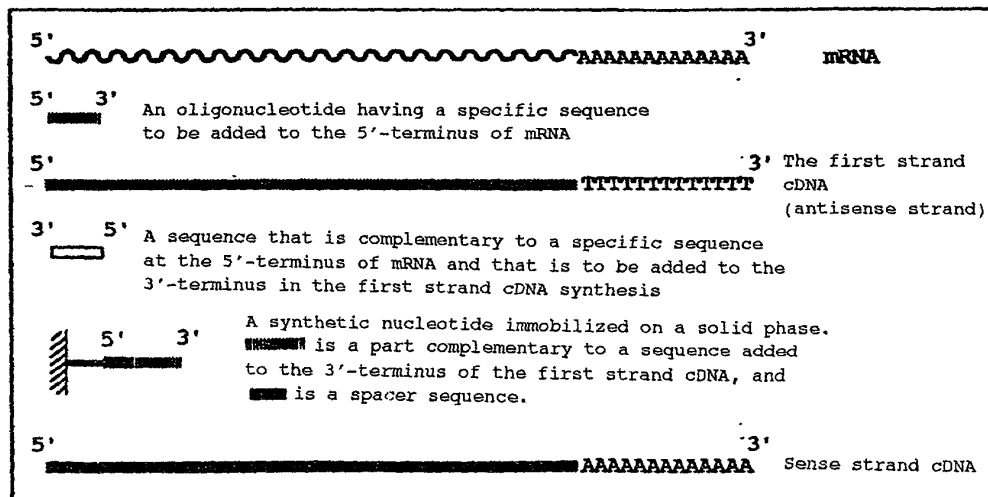 5' 3'
AAAAAAAAAAAAA mRNA
5' 3' An oligonucleotide having a specific sequence
to be added to the 5'-terminus of mRNA
5' 3' The first strand
TTTTTTTTTTTTT cDNA
(antisense strand)
3' 5' A sequence that is complementary to a specific sequence
at the 5'-terminus of mRNA and that is to be added to the
3'-terminus in the first strand cDNA synthesis
5' 3' A synthetic nucleotide immobilized on a solid phase.
is a part complementary to a sequence added
to the 3'-terminus of the first strand cDNA, and
is a spacer sequence.
5' 3'
AAAAAAAAAAAAA Sense strand cDNA